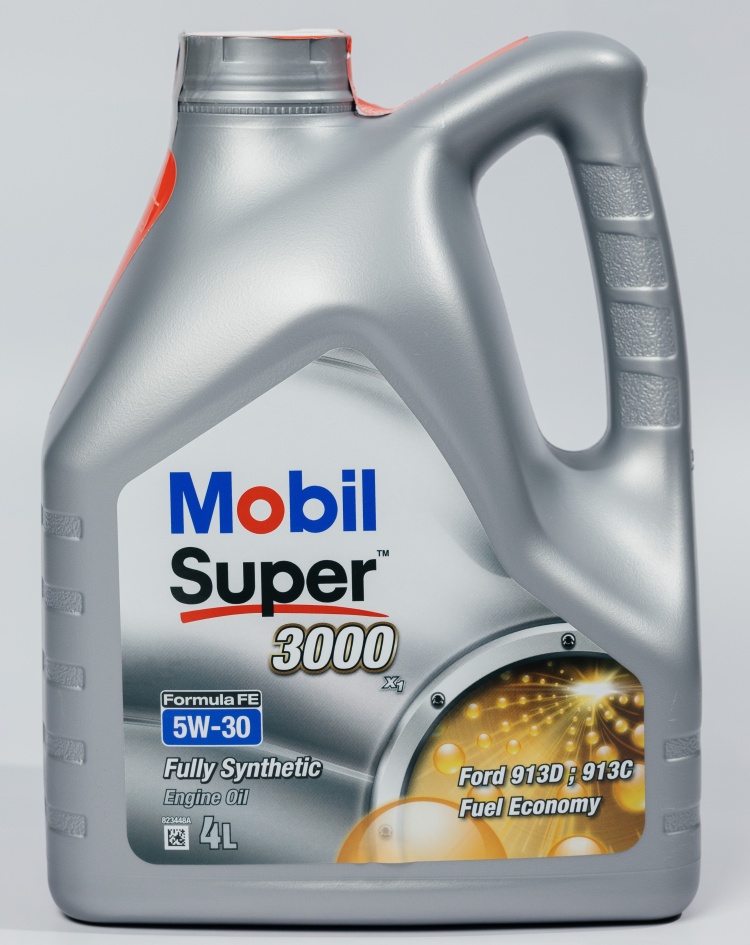 Mobil
Super™
3000
X1
Formula FE
5W-30
Fully Synthetic
Engine Oil
823448A
4L
Ford 913D ; 913C
Fuel Economy